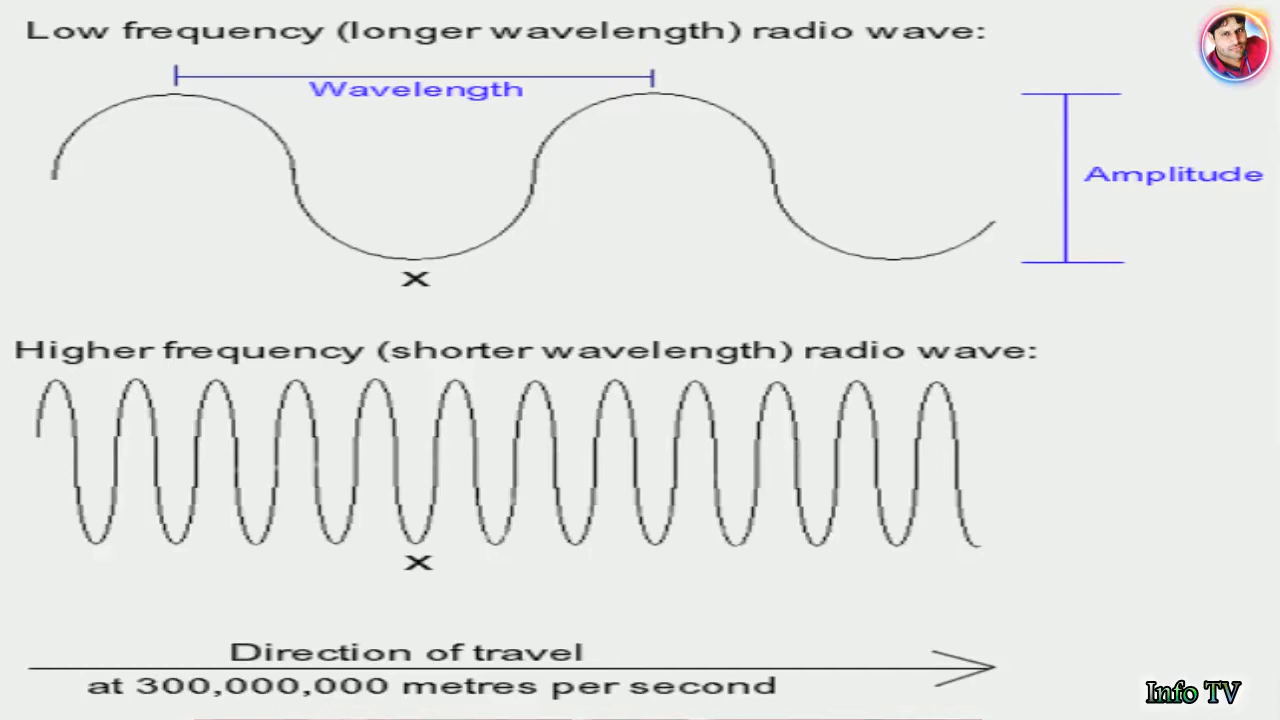 Low frequency (longer wavelength) radio wave:
Wavelength
Amplitude
x
Higher frequency (shorter wavelength) radio wave:
x
Direction of travel
at 300,000,000 metres per second
Info TV